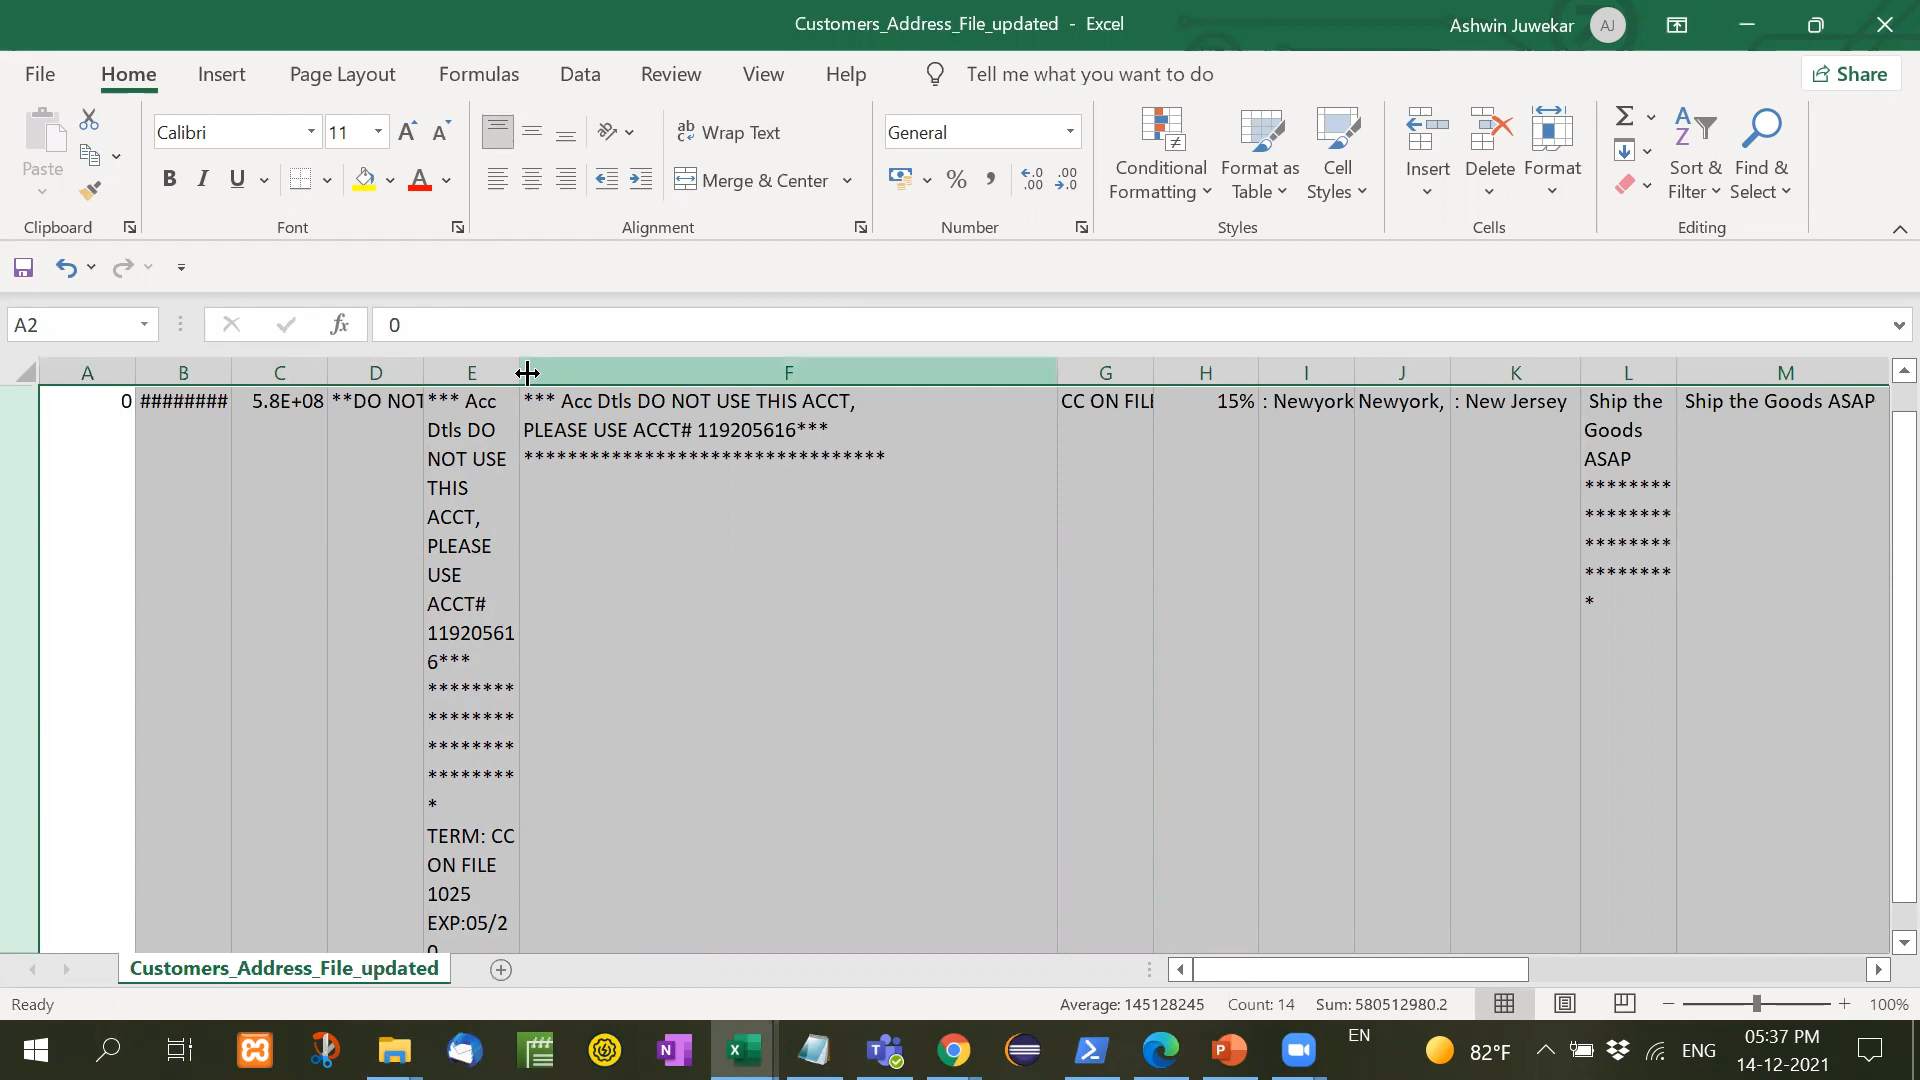 Customers_Address_File_updated - Excel
Ashwin Juwekar
AJ
File Home Insert Page Layout Formulas Data Review View Help Tell me what you want to do
Share
Paste
Calibri 11
Wrap Text
General
Merge & Center
Conditional Formatting
Format as Table
Cell Styles
Insert
Delete
Format
Sort & Filter
Find & Select
Clipboard Font Alignment Number Styles Cells Editing
A2
fx
0
A B C D E F G H I J K L M
0
########
5.8E+08
**DO NOT
*** Acc
Dtls DO
NOT USE
THIS
ACCT,
PLEASE
USE
ACCT#
11920561
6***
********
********
********
********
*
TERM: CC
ON FILE
1025
EXP:05/2
0
*** Acc Dtls DO NOT USE THIS ACCT,
PLEASE USE ACCT# 119205616***
*********************************
CC ON FILE
15%
: Newyork
Newyork,
: New Jersey
Ship the
Goods
ASAP
********
********
********
********
*
Ship the Goods ASAP
Customers_Address_File_updated
Ready
Average: 145128245 Count: 14 Sum: 580512980.2
100%
EN
82°F
ENG
05:37 PM
14-12-2021